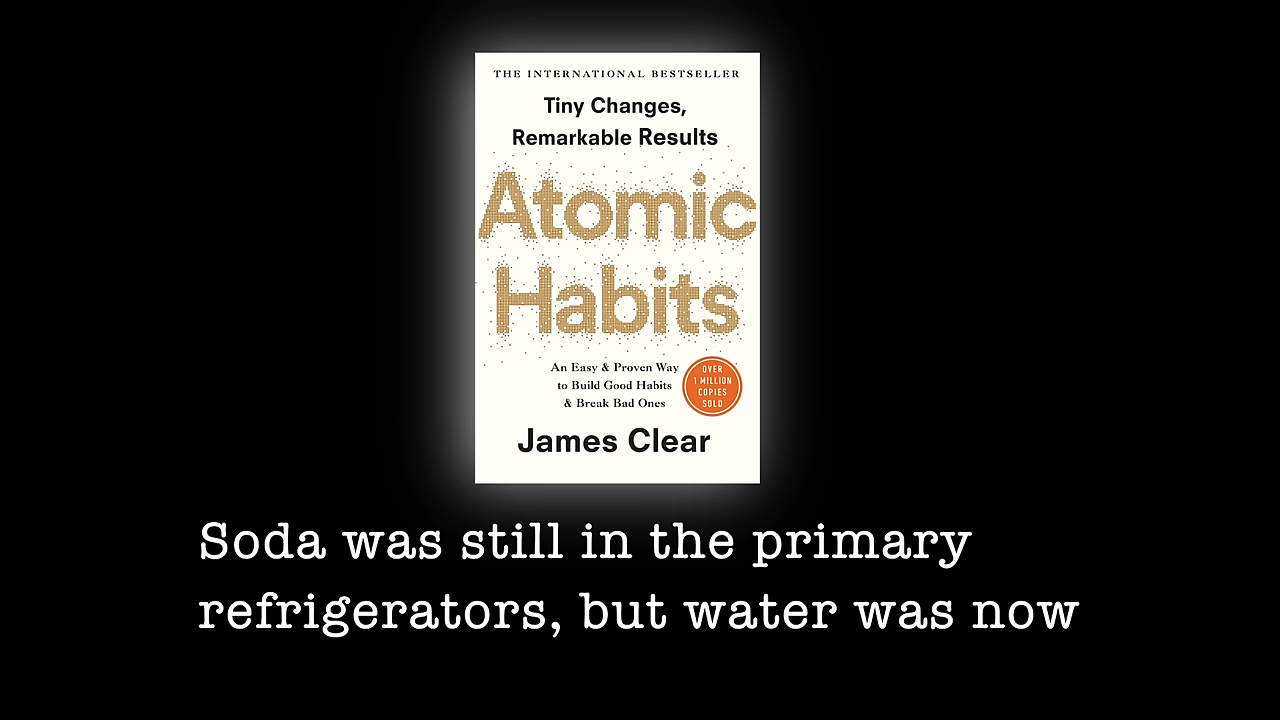 THE INTERNATIONAL BESTSELLER
Tiny Changes,
Remarkable Results
Atomic
Habits
An Easy & Proven Way
to Build Good Habits
& Break Bad Ones
OVER
1 MILLION
COPIES
SOLD
James Clear
Soda was still in the primary
refrigerators, but water was now